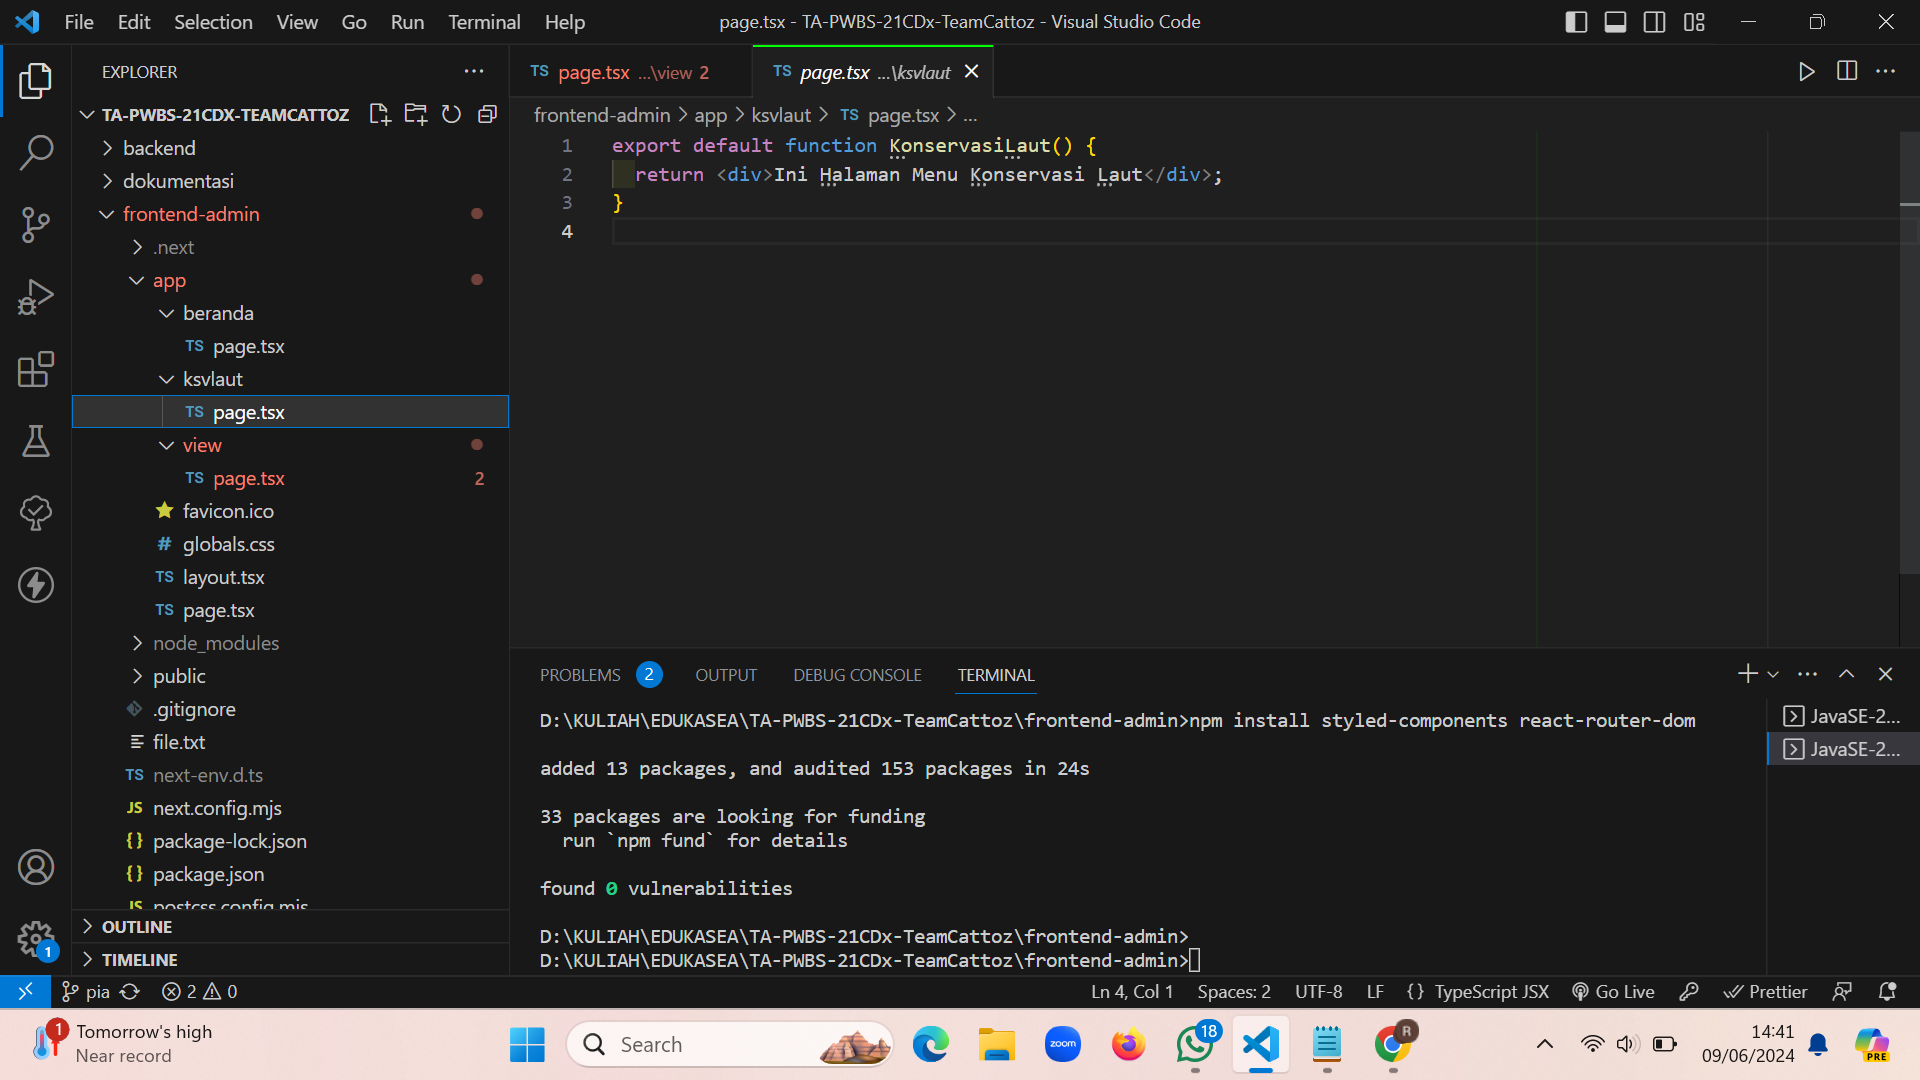 File Edit Selection View Go Run Terminal Help
page.tsx - TA-PWBS-21CDx-TeamCattoz - Visual Studio Code
EXPLORER
TA-PWBS-21CDX-TEAMCATTOZ
backend
dokumentasi
frontend-admin
.next
app
beranda
TS page.tsx
ksvlaut
TS page.tsx
view
TS page.tsx 2
favicon.ico
# globals.css
TS layout.tsx
TS page.tsx
node_modules
public
.gitignore
file.txt
TS next-env.d.ts
JS next.config.mjs
{} package-lock.json
{} package.json
JS postcss.config.mjs
OUTLINE
TIMELINE
1
TS page.tsx ...\view 2
TS page.tsx ...\ksvlaut
frontend-admin > app > ksvlaut > TS page.tsx > ...
1 export default function KonservasiLaut() {
2 return <div>Ini Halaman Menu Konservasi Laut</div>;
3 }
4
PROBLEMS 2 OUTPUT DEBUG CONSOLE TERMINAL
D:\KULIAH\EDUKASEA\TA-PWBS-21CDx-TeamCattoz\frontend-admin>npm install styled-components react-router-dom
added 13 packages, and audited 153 packages in 24s
33 packages are looking for funding
run `npm fund` for details
found 0 vulnerabilities
D:\KULIAH\EDUKASEA\TA-PWBS-21CDx-TeamCattoz\frontend-admin>
D:\KULIAH\EDUKASEA\TA-PWBS-21CDx-TeamCattoz\frontend-admin>
JavaSE-2...
JavaSE-2...
pia 2 0
Ln 4, Col 1 Spaces: 2 UTF-8 LF {} TypeScript JSX Go Live Prettier
1 Tomorrow's high
Near record
Search
zoom
18
R
14:41
09/06/2024
PRE